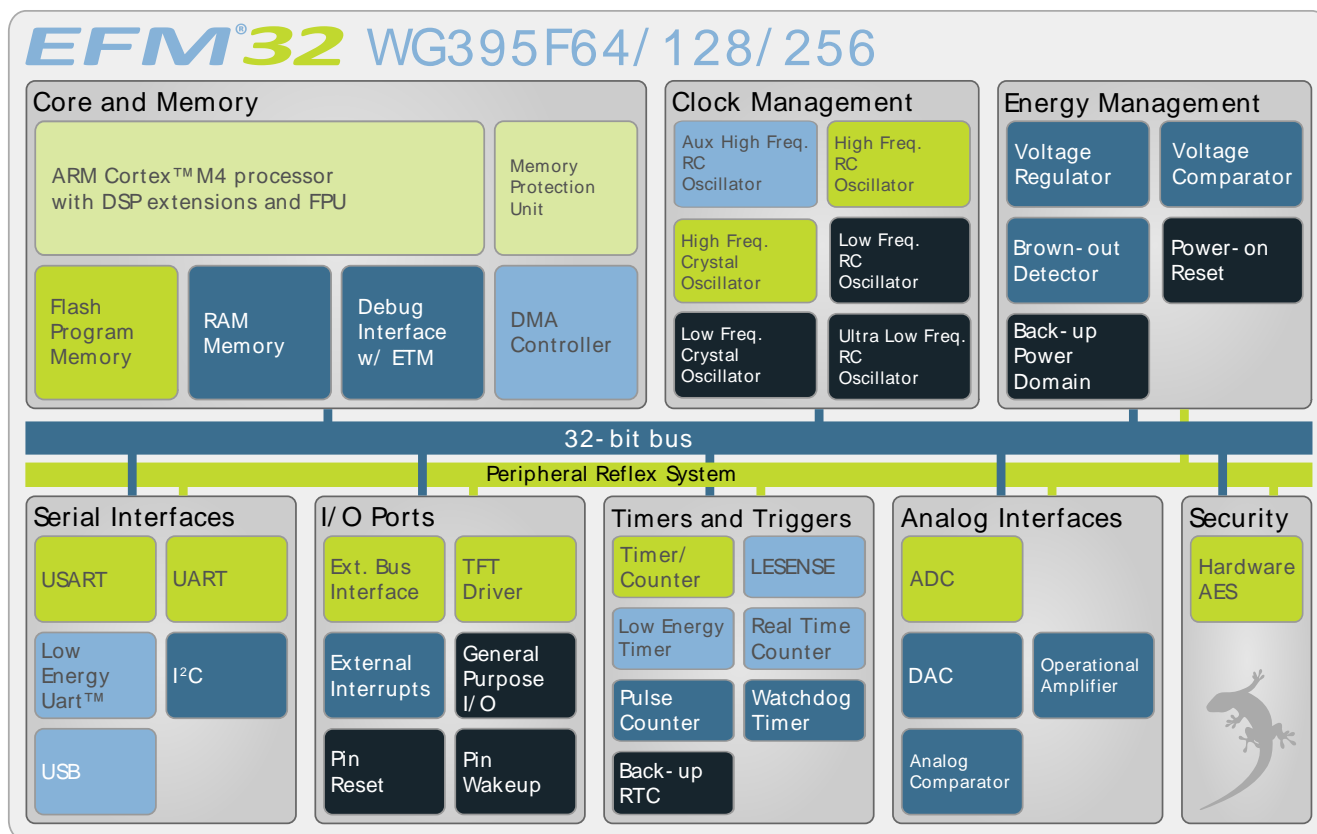 EFM®32 WG395F64/128/256
Core and Memory
ARM Cortex™ M4 processor
with DSP extensions and FPU
Memory
Protection
Unit
Flash
Program
Memory
RAM
Memory
Debug
Interface
w/ ETM
DMA
Controller
Clock Management
Aux High Freq.
RC
Oscillator
High Freq.
RC
Oscillator
High Freq.
Crystal
Oscillator
Low Freq.
RC
Oscillator
Low Freq.
Crystal
Oscillator
Ultra Low Freq.
RC
Oscillator
Energy Management
Voltage
Regulator
Voltage
Comparator
Brown-out
Detector
Power-on
Reset
Back-up
Power
Domain
32-bit bus
Peripheral Reflex System
Serial Interfaces
USART
UART
Low
Energy
Uart™
I²C
USB
I/O Ports
Ext. Bus
Interface
TFT
Driver
External
Interrupts
General
Purpose
I/O
Pin
Reset
Pin
Wakeup
Timers and Triggers
Timer/
Counter
LESENSE
Low Energy
Timer
Real Time
Counter
Pulse
Counter
Watchdog
Timer
Back-up
RTC
Analog Interfaces
ADC
DAC
Operational
Amplifier
Analog
Comparator
Security
Hardware
AES